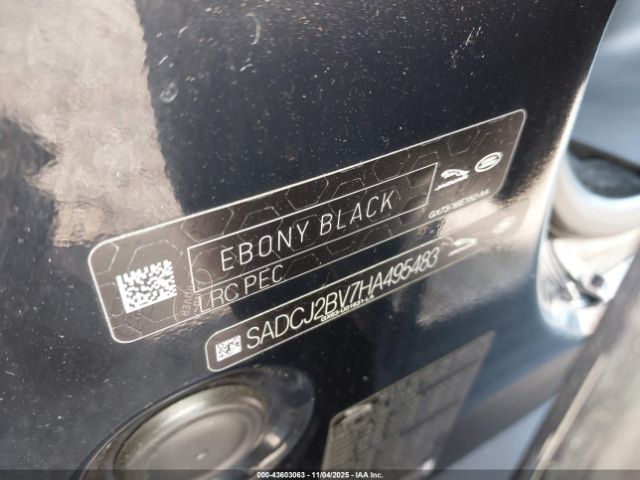 EBONY BLACK
LRC PEC
SADCJ2BV7HA495483
000-43603063 - 11/04/2025 - IAA Inc.